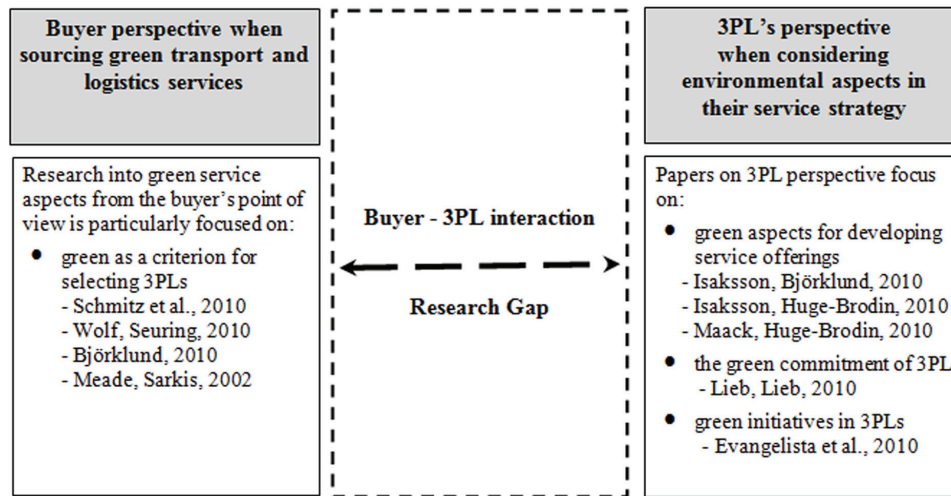 Buyer perspective when
sourcing green transport and
logistics services
Research into green service
aspects from the buyer's point of
view is particularly focused on:
● green as a criterion for
selecting 3PLs
- Schmitz et al., 2010
- Wolf, Seuring, 2010
- Björklund, 2010
- Meade, Sarkis, 2002
Buyer - 3PL interaction
Research Gap
3PL's perspective
when considering
environmental aspects in
their service strategy
Papers on 3PL perspective focus
on:
● green aspects for developing
service offerings
- Isaksson, Björklund, 2010
- Isaksson, Huge-Brodin, 2010
- Maack, Huge-Brodin, 2010
● the green commitment of 3PL
- Lieb, Lieb, 2010
● green initiatives in 3PLs
- Evangelista et al., 2010